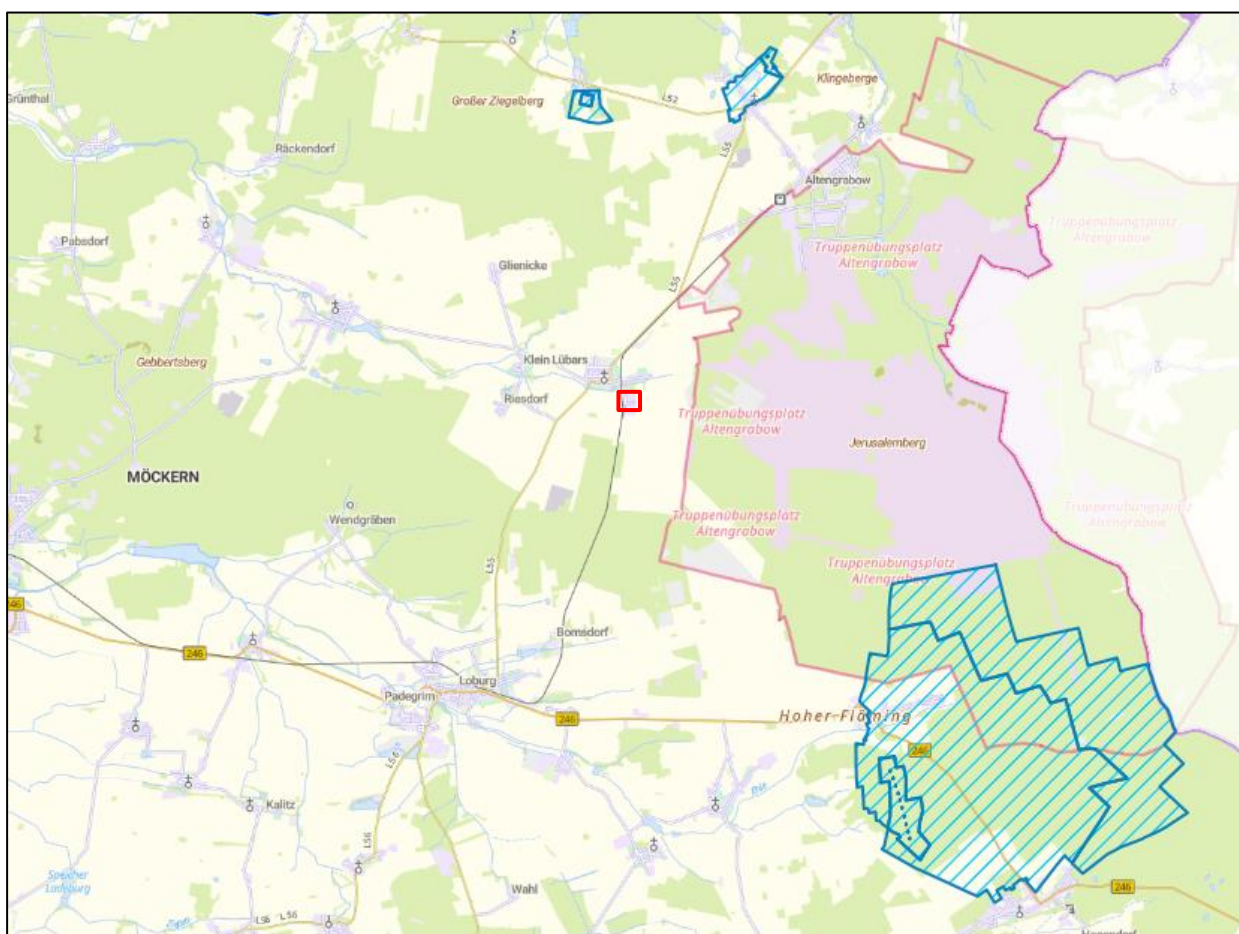 Klingeberge
Großer Ziegelberg
L52
Grünthal
Räckendorf
L55
Altengrabow
Pabsdorf
Truppenübungsplatz
Altengrabow
Truppenübungsplatz
Altengrabow
Glienicke
L55
Gebbertsberg
Klein Lübars
Riesdorf
Truppenübungsplatz
Altengrabow
Jerusalemberg
MÖCKERN
Wendgräben
Truppenübungsplatz
Altengrabow
Truppenübungsplatz
Altengrabow
L55
Truppenübungsplatz
Altengrabow
246
Bomsdorf
246
Loburg
Padegrim
246
Hoher-Fläming
246
L56
Kalitz
L56
Speicher
Ladeburg
Wahl
246
L56
L56